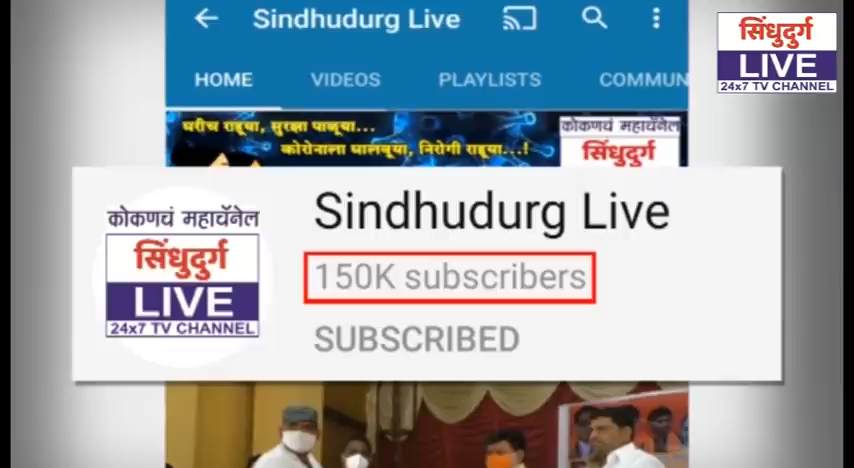 Sindhudurg Live
सिंधुदुर्ग
LIVE
24x7 TV CHANNEL
HOME VIDEOS PLAYLISTS COMMUN
घरीच राहूया, सुरक्षा पाळूया...
कोरोनाला घालवूया, निरोगी राहूया...!
कोकणचं महाचॅनेल
सिंधुदुर्ग
कोकणचं महाचॅनेल
सिंधुदुर्ग
LIVE
24x7 TV CHANNEL
Sindhudurg Live
150K subscribers
SUBSCRIBED